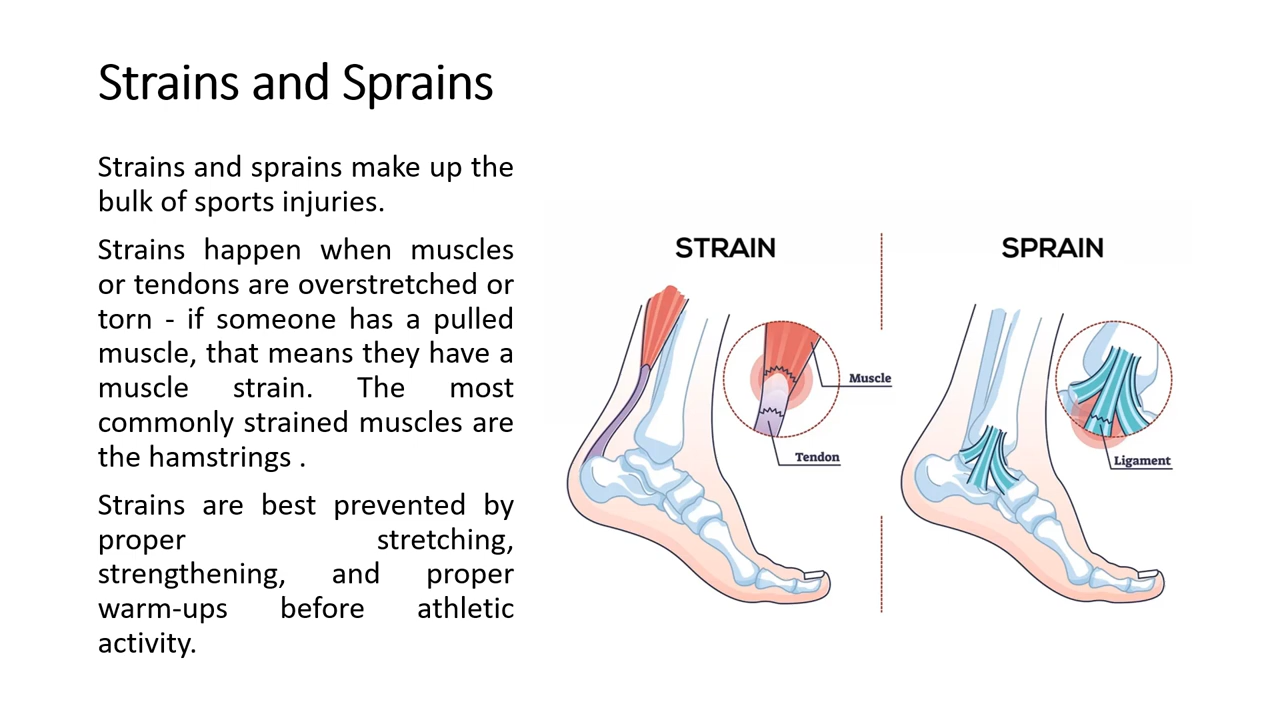 Strains and Sprains
Strains and sprains make up the
bulk of sports injuries.
Strains happen when muscles
or tendons are overstretched or
torn - if someone has a pulled
muscle, that means they have a
muscle strain. The most
commonly strained muscles are
the hamstrings .
Strains are best prevented by
proper stretching,
strengthening, and proper
warm-ups before athletic
activity.
STRAIN
Muscle
Tendon
SPRAIN
Ligament